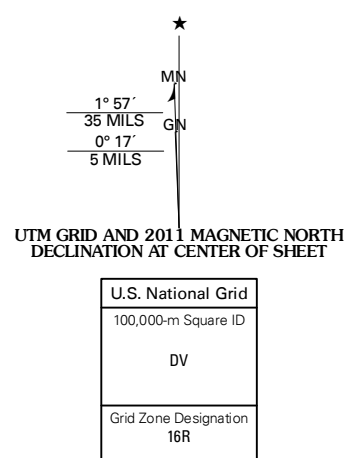 ★
MN
1° 57´
35 MILS
GN
0° 17´
5 MILS
UTM GRID AND 2011 MAGNETIC NORTH
DECLINATION AT CENTER OF SHEET
U.S. National Grid
100,000-m Square ID
DV
Grid Zone Designation
16R